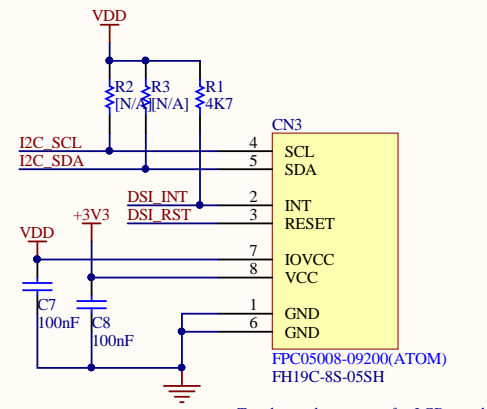 VDD
R2 R3 R1
[N/A] [N/A] 4K7
CN3
I2C_SCL 4 SCL
I2C_SDA 5 SDA
DSI_INT 2 INT
DSI_RST 3 RESET
+3V3
VDD
7 IOVCC
8 VCC
C7
100nF
C8
100nF
1 GND
6 GND
FPC05008-09200(ATOM)
FH19C-8S-05SH